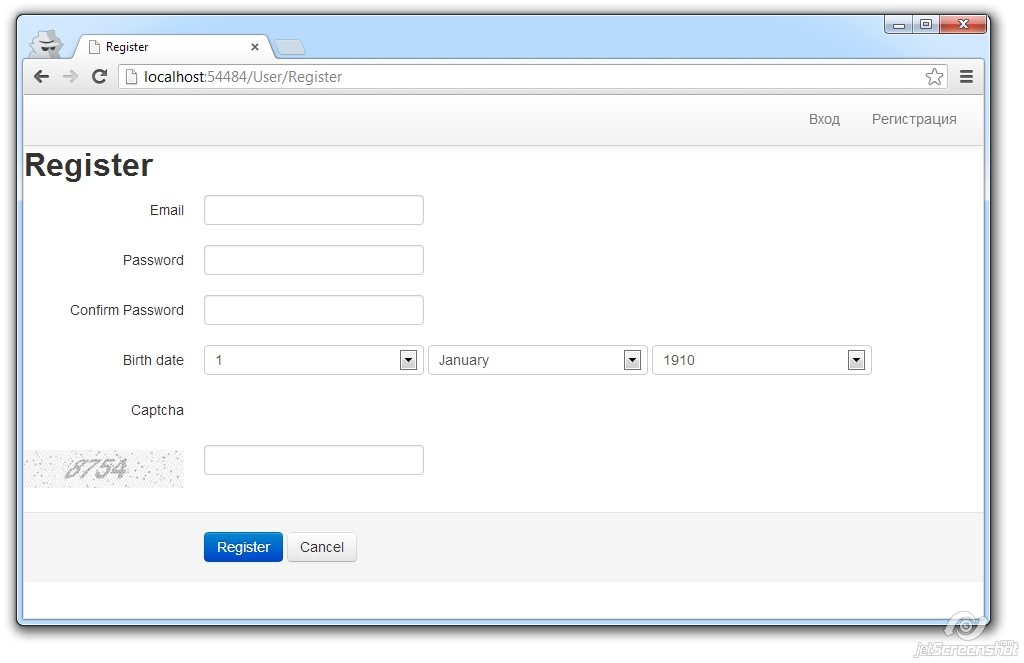 Register
localhost:54484/User/Register
Вход Регистрация
Register
Email
Password
Confirm Password
Birth date 1 January 1910
Captcha
8754
Register Cancel
jetScreenshot.com